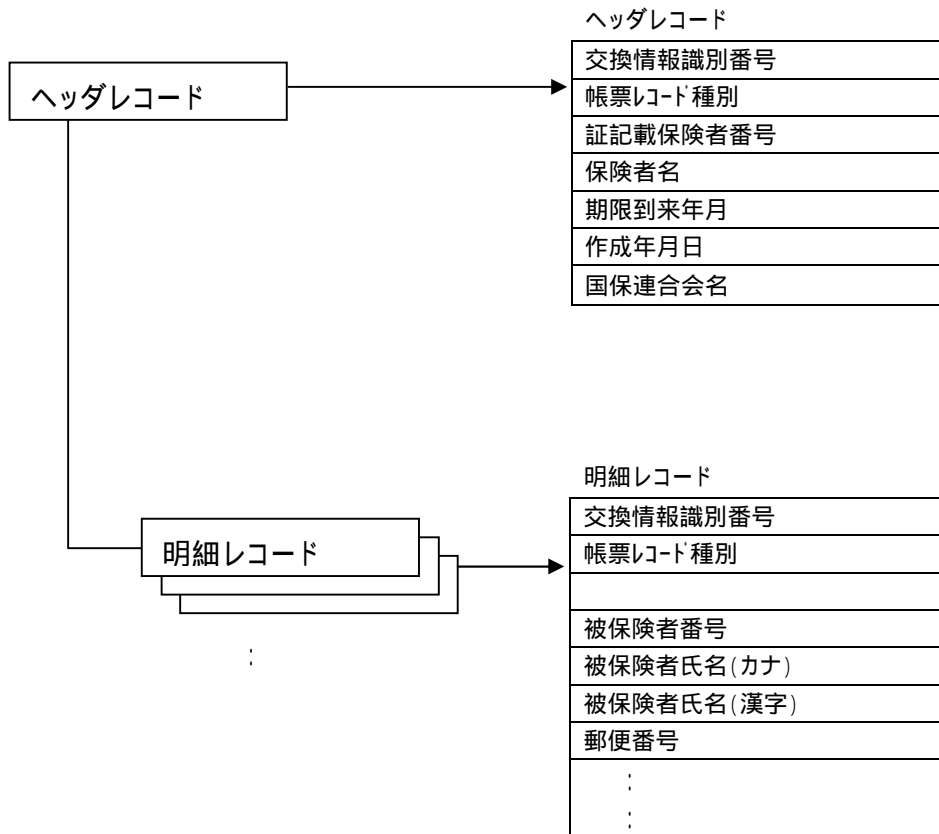 ヘッダレコード
ヘッダレコード
交換情報識別番号
帳票ﾚｺｰﾄﾞ種別
証記載保険者番号
保険者名
期限到来年月
作成年月日
国保連合会名
明細レコード
明細レコード
交換情報識別番号
帳票ﾚｺｰﾄﾞ種別
被保険者番号
被保険者氏名(カナ)
被保険者氏名(漢字)
郵便番号
:
:
: